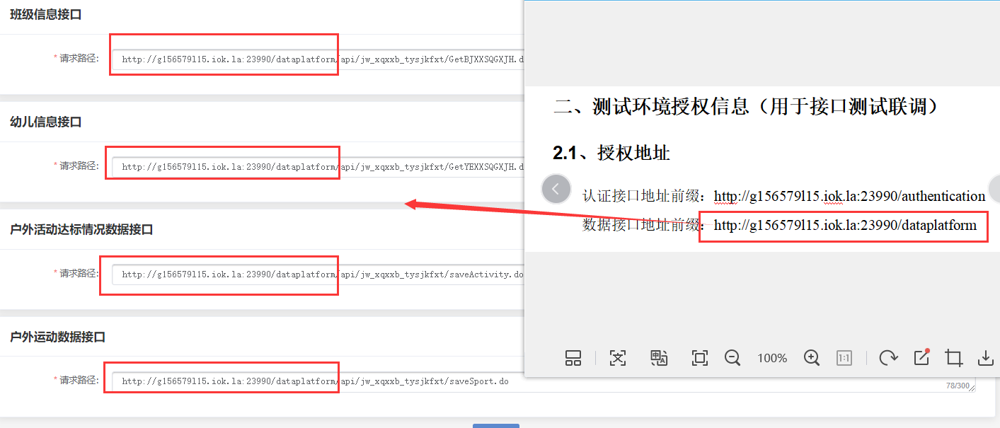 班级信息接口
* 请求路径:
http://g156579l15.iok.la:23990/dataplatform/api/jw_xqxxb_tysjkfxt/GetBJXXSQGXJH.d
幼儿信息接口
* 请求路径:
http://g156579l15.iok.la:23990/dataplatform/api/jw_xqxxb_tysjkfxt/GetYEXXSQGXJH.d
户外活动达标情况数据接口
* 请求路径:
http://g156579l15.iok.la:23990/dataplatform/api/jw_xqxxb_tysjkfxt/saveActivity.do
户外运动数据接口
* 请求路径:
http://g156579l15.iok.la:23990/dataplatform/api/jw_xqxxb_tysjkfxt/saveSport.do
78/300
二、测试环境授权信息（用于接口测试联调）
2.1、授权地址
认证接口地址前缀：http://g156579l15.iok.la:23990/authentication
数据接口地址前缀：http://g156579l15.iok.la:23990/dataplatform
100%
1:1